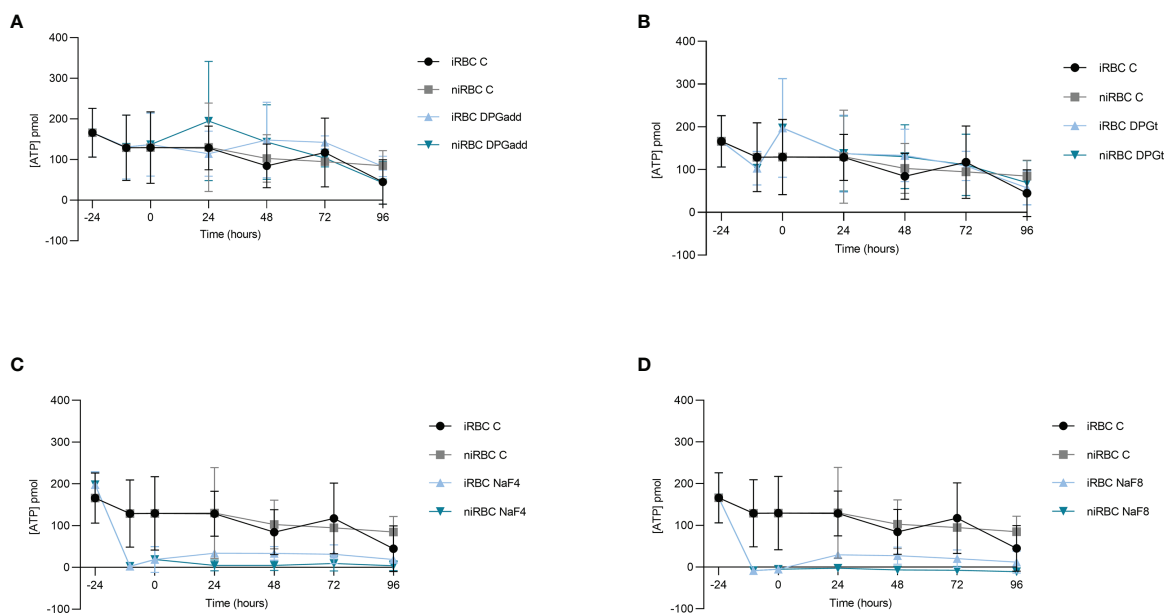 A
400
300
200
100
0
-100
[ATP] pmol
-24
0
24
48
72
96
Time (hours)
iRBC C
niRBC C
iRBC DPGadd
niRBC DPGadd
B
400
300
200
100
0
-100
[ATP] pmol
-24
0
24
48
72
96
Time (hours)
iRBC C
niRBC C
iRBC DPGt
niRBC DPGt
C
400
300
200
100
0
-100
[ATP] pmol
-24
0
24
48
72
96
Time (hours)
iRBC C
niRBC C
iRBC NaF4
niRBC NaF4
D
400
300
200
100
0
-100
[ATP] pmol
-24
0
24
48
72
96
Time (hours)
iRBC C
niRBC C
iRBC NaF8
niRBC NaF8